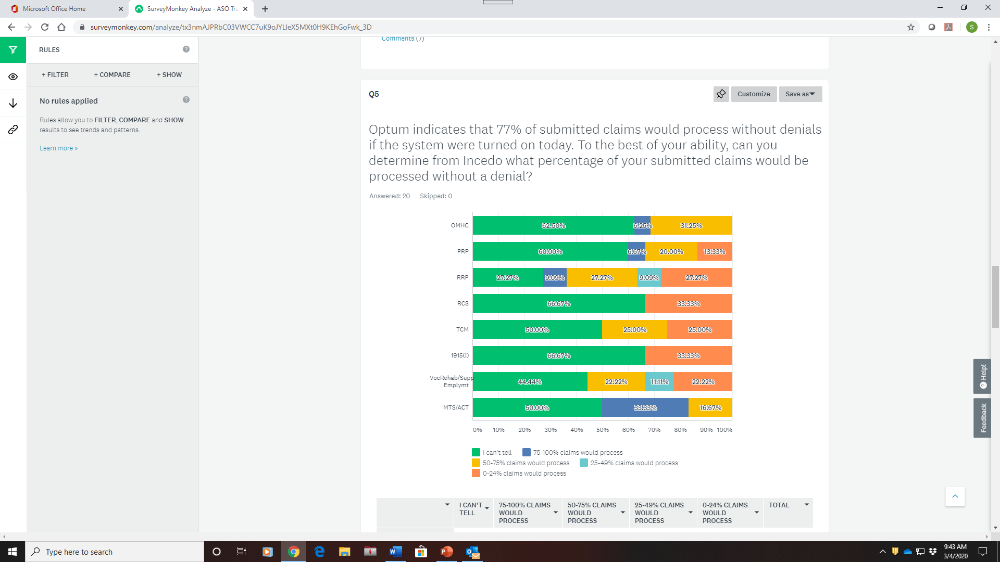 Microsoft Office Home
SurveyMonkey Analyze - ASO Tra
surveymonkey.com/analyze/tx3nmAJPRbC03VWCC7uK9oJYLIeX5MXt0H9KEhGoFwk_3D
S
RULES
+ FILTER + COMPARE + SHOW
No rules applied
Rules allow you to FILTER, COMPARE and SHOW
results to see trends and patterns.
Learn more »
Comments (7)
Q5
Customize
Save as
Optum indicates that 77% of submitted claims would process without denials
if the system were turned on today. To the best of your ability, can you
determine from Incedo what percentage of your submitted claims would be
processed without a denial?
Answered: 20 Skipped: 0
OMHC 62.50% 6.25% 31.25%
PRP 60.00% 6.67% 20.00% 13.33%
RRP 27.27% 9.09% 27.27% 9.09% 27.27%
RCS 66.67% 33.33%
TCM 50.00% 25.00% 25.00%
1915(i) 66.67% 33.33%
VocRehab/Supp
Emplymt
44.44% 22.22% 11.11% 22.22%
MTS/ACT 50.00% 33.33% 16.67%
0% 10% 20% 30% 40% 50% 60% 70% 80% 90% 100%
I can't tell 75-100% claims would process
50-75% claims would process 25-49% claims would process
0-24% claims would process
I CAN'T
TELL
75-100% CLAIMS
WOULD
PROCESS
50-75% CLAIMS
WOULD
PROCESS
25-49% CLAIMS
WOULD
PROCESS
0-24% CLAIMS
WOULD
PROCESS
TOTAL
Help!
Feedback
Type here to search
9:43 AM
3/4/2020